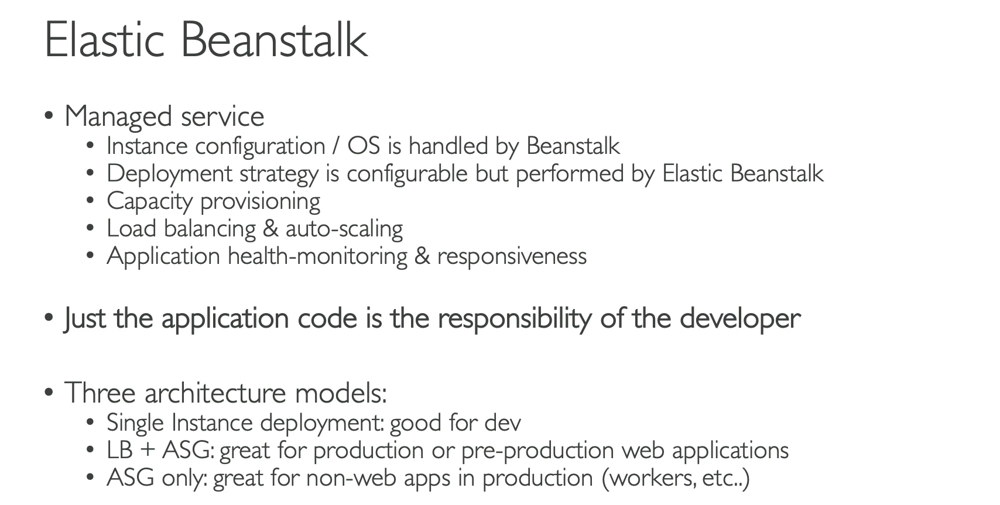 Elastic Beanstalk
• Managed service
• Instance configuration / OS is handled by Beanstalk
• Deployment strategy is configurable but performed by Elastic Beanstalk
• Capacity provisioning
• Load balancing & auto-scaling
• Application health-monitoring & responsiveness
• Just the application code is the responsibility of the developer
• Three architecture models:
• Single Instance deployment: good for dev
• LB + ASG: great for production or pre-production web applications
• ASG only: great for non-web apps in production (workers, etc..)